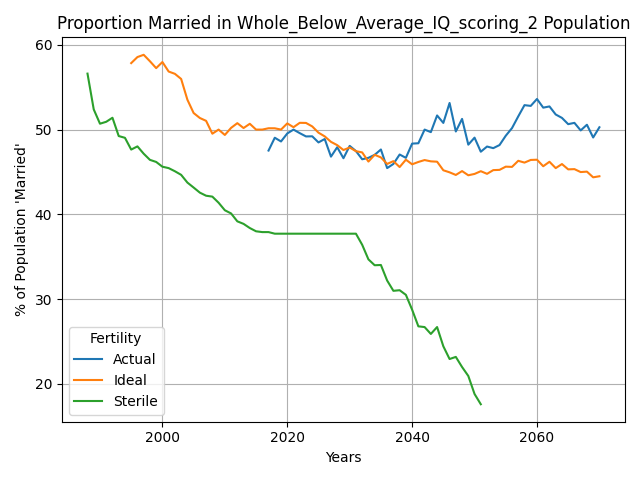 Proportion Married in Whole_Below_Average_IQ_scoring_2 Population
% of Population 'Married'
60
50
40
30
20
Fertility
Actual
Ideal
Sterile
2000 2020 2040 2060
Years